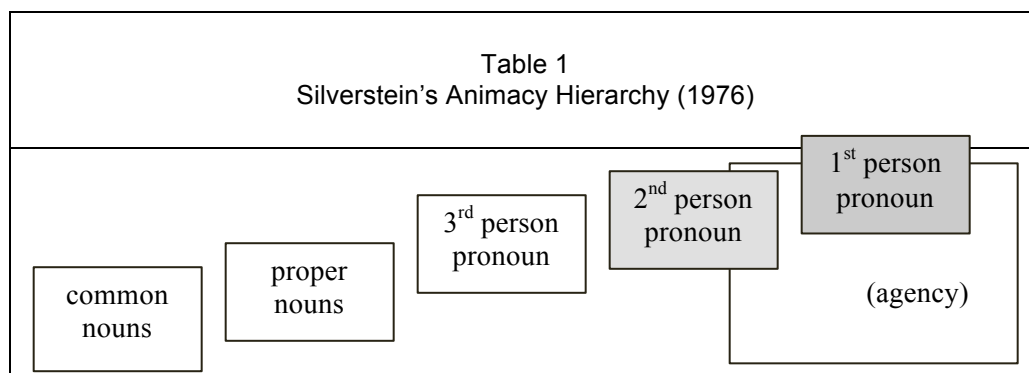 Table 1
Silverstein’s Animacy Hierarchy (1976)
common
nouns
proper
nouns
3rd person
pronoun
2nd person
pronoun
1st person
pronoun
(agency)